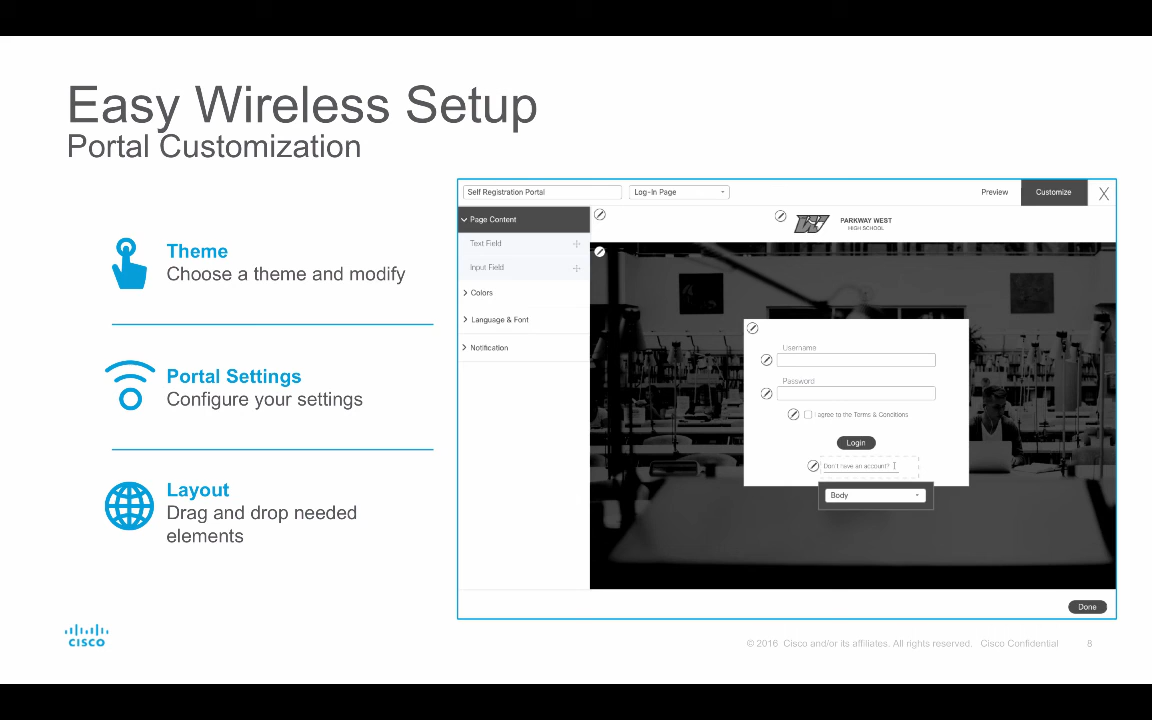 Easy Wireless Setup
Portal Customization
Theme
Choose a theme and modify
Portal Settings
Configure your settings
Layout
Drag and drop needed
elements
Self Registration Portal
Log-In Page
Preview
Customize
X
Page Content
Text Field
Input Field
Colors
Language & Font
Notification
PARKWAY WEST
HIGH SCHOOL
Username
Password
I agree to the Terms & Conditions
Login
Don't have an account?
Body
Done
CISCO
© 2016 Cisco and/or its affiliates. All rights reserved. Cisco Confidential 8